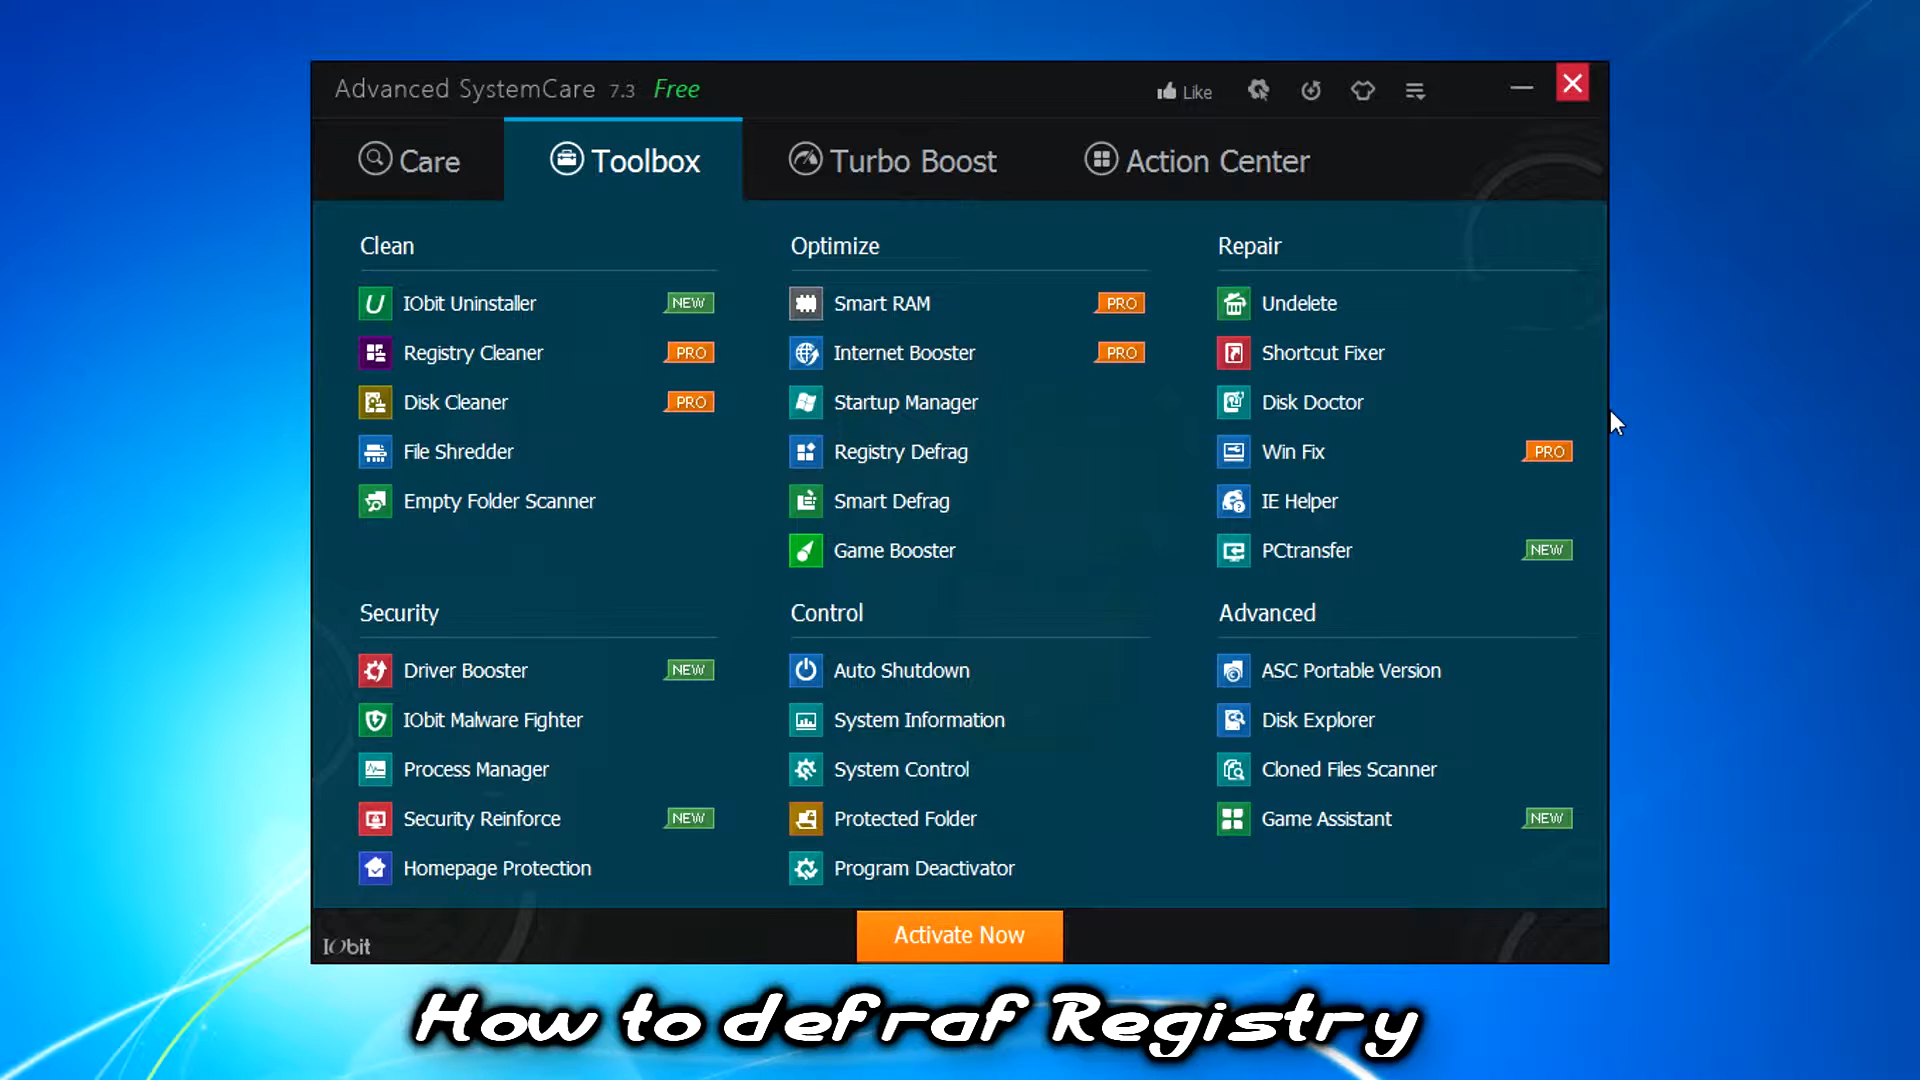 Advanced SystemCare 7.3 Free
Like
Care
Toolbox
Turbo Boost
Action Center
Clean
IObit Uninstaller NEW
Registry Cleaner PRO
Disk Cleaner PRO
File Shredder
Empty Folder Scanner
Optimize
Smart RAM PRO
Internet Booster PRO
Startup Manager
Registry Defrag
Smart Defrag
Game Booster
Repair
Undelete
Shortcut Fixer
Disk Doctor
Win Fix PRO
IE Helper
PCtransfer NEW
Security
Driver Booster NEW
IObit Malware Fighter
Process Manager
Security Reinforce NEW
Homepage Protection
Control
Auto Shutdown
System Information
System Control
Protected Folder
Program Deactivator
Advanced
ASC Portable Version
Disk Explorer
Cloned Files Scanner
Game Assistant NEW
IObit
Activate Now
How to defraf Registry